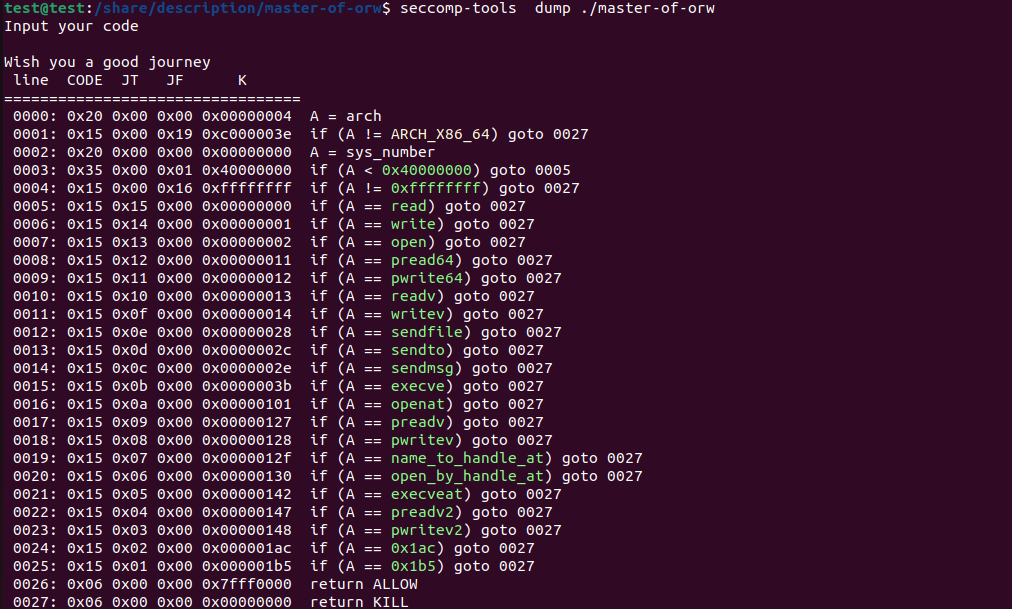 test@test:/share/description/master-of-orw$ seccomp-tools  dump ./master-of-orw
Input your code

Wish you a good journey
 line  CODE  JT   JF      K
=================================
 0000: 0x20 0x00 0x00 0x00000004  A = arch
 0001: 0x15 0x00 0x19 0xc000003e  if (A != ARCH_X86_64) goto 0027
 0002: 0x20 0x00 0x00 0x00000000  A = sys_number
 0003: 0x35 0x00 0x01 0x40000000  if (A < 0x40000000) goto 0005
 0004: 0x15 0x00 0x16 0xffffffff  if (A != 0xffffffff) goto 0027
 0005: 0x15 0x15 0x00 0x00000000  if (A == read) goto 0027
 0006: 0x15 0x14 0x00 0x00000001  if (A == write) goto 0027
 0007: 0x15 0x13 0x00 0x00000002  if (A == open) goto 0027
 0008: 0x15 0x12 0x00 0x00000011  if (A == pread64) goto 0027
 0009: 0x15 0x11 0x00 0x00000012  if (A == pwrite64) goto 0027
 0010: 0x15 0x10 0x00 0x00000013  if (A == readv) goto 0027
 0011: 0x15 0x0f 0x00 0x00000014  if (A == writev) goto 0027
 0012: 0x15 0x0e 0x00 0x00000028  if (A == sendfile) goto 0027
 0013: 0x15 0x0d 0x00 0x0000002c  if (A == sendto) goto 0027
 0014: 0x15 0x0c 0x00 0x0000002e  if (A == sendmsg) goto 0027
 0015: 0x15 0x0b 0x00 0x0000003b  if (A == execve) goto 0027
 0016: 0x15 0x0a 0x00 0x00000101  if (A == openat) goto 0027
 0017: 0x15 0x09 0x00 0x00000127  if (A == preadv) goto 0027
 0018: 0x15 0x08 0x00 0x00000128  if (A == pwritev) goto 0027
 0019: 0x15 0x07 0x00 0x0000012f  if (A == name_to_handle_at) goto 0027
 0020: 0x15 0x06 0x00 0x00000130  if (A == open_by_handle_at) goto 0027
 0021: 0x15 0x05 0x00 0x00000142  if (A == execveat) goto 0027
 0022: 0x15 0x04 0x00 0x00000147  if (A == preadv2) goto 0027
 0023: 0x15 0x03 0x00 0x00000148  if (A == pwritev2) goto 0027
 0024: 0x15 0x02 0x00 0x000001ac  if (A == 0x1ac) goto 0027
 0025: 0x15 0x01 0x00 0x000001b5  if (A == 0x1b5) goto 0027
 0026: 0x06 0x00 0x00 0x7fff0000  return ALLOW
 0027: 0x06 0x00 0x00 0x00000000  return KILL